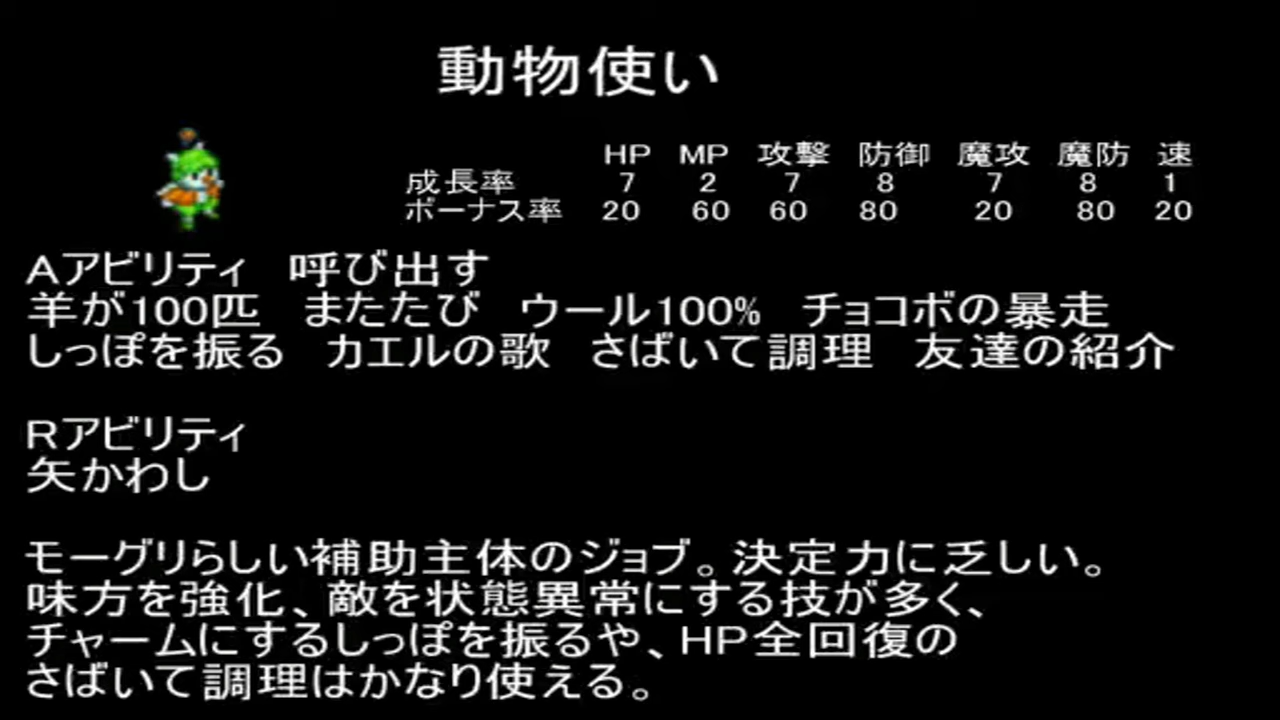 動物使い
HP MP 攻撃 防御 魔攻 魔防 速
成長率 7 2 7 8 7 8 1
ボーナス率 20 60 60 80 20 80 20
Aアビリティ 呼び出す
羊が100匹 またたび ウール100% チョコボの暴走
しっぽを振る カエルの歌 さばいて調理 友達の紹介
Rアビリティ
矢かわし
モーグリらしい補助主体のジョブ。決定力に乏しい。
味方を強化、敵を状態異常にする技が多く、
チャームにするしっぽを振るや、HP全回復の
さばいて調理はかなり使える。